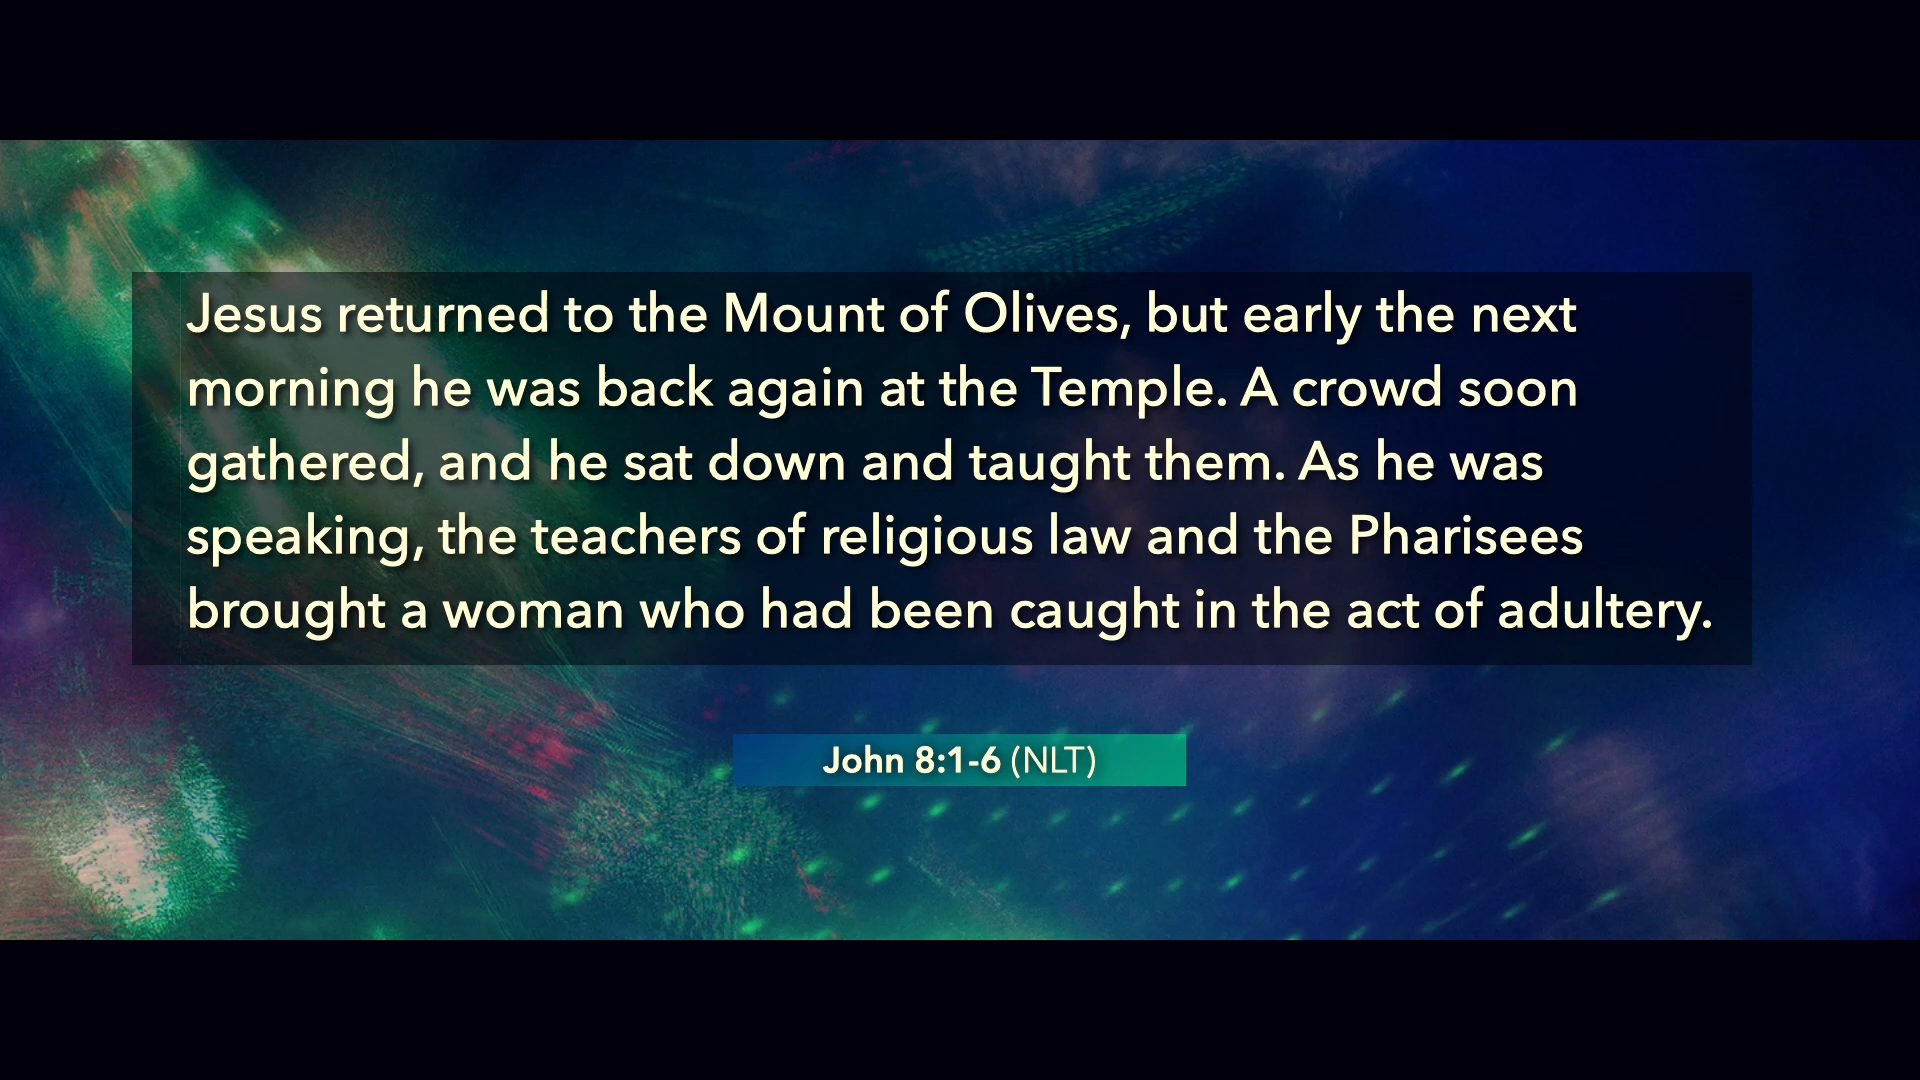 Jesus returned to the Mount of Olives, but early the next
morning he was back again at the Temple. A crowd soon
gathered, and he sat down and taught them. As he was
speaking, the teachers of religious law and the Pharisees
brought a woman who had been caught in the act of adultery.
John 8:1-6 (NLT)